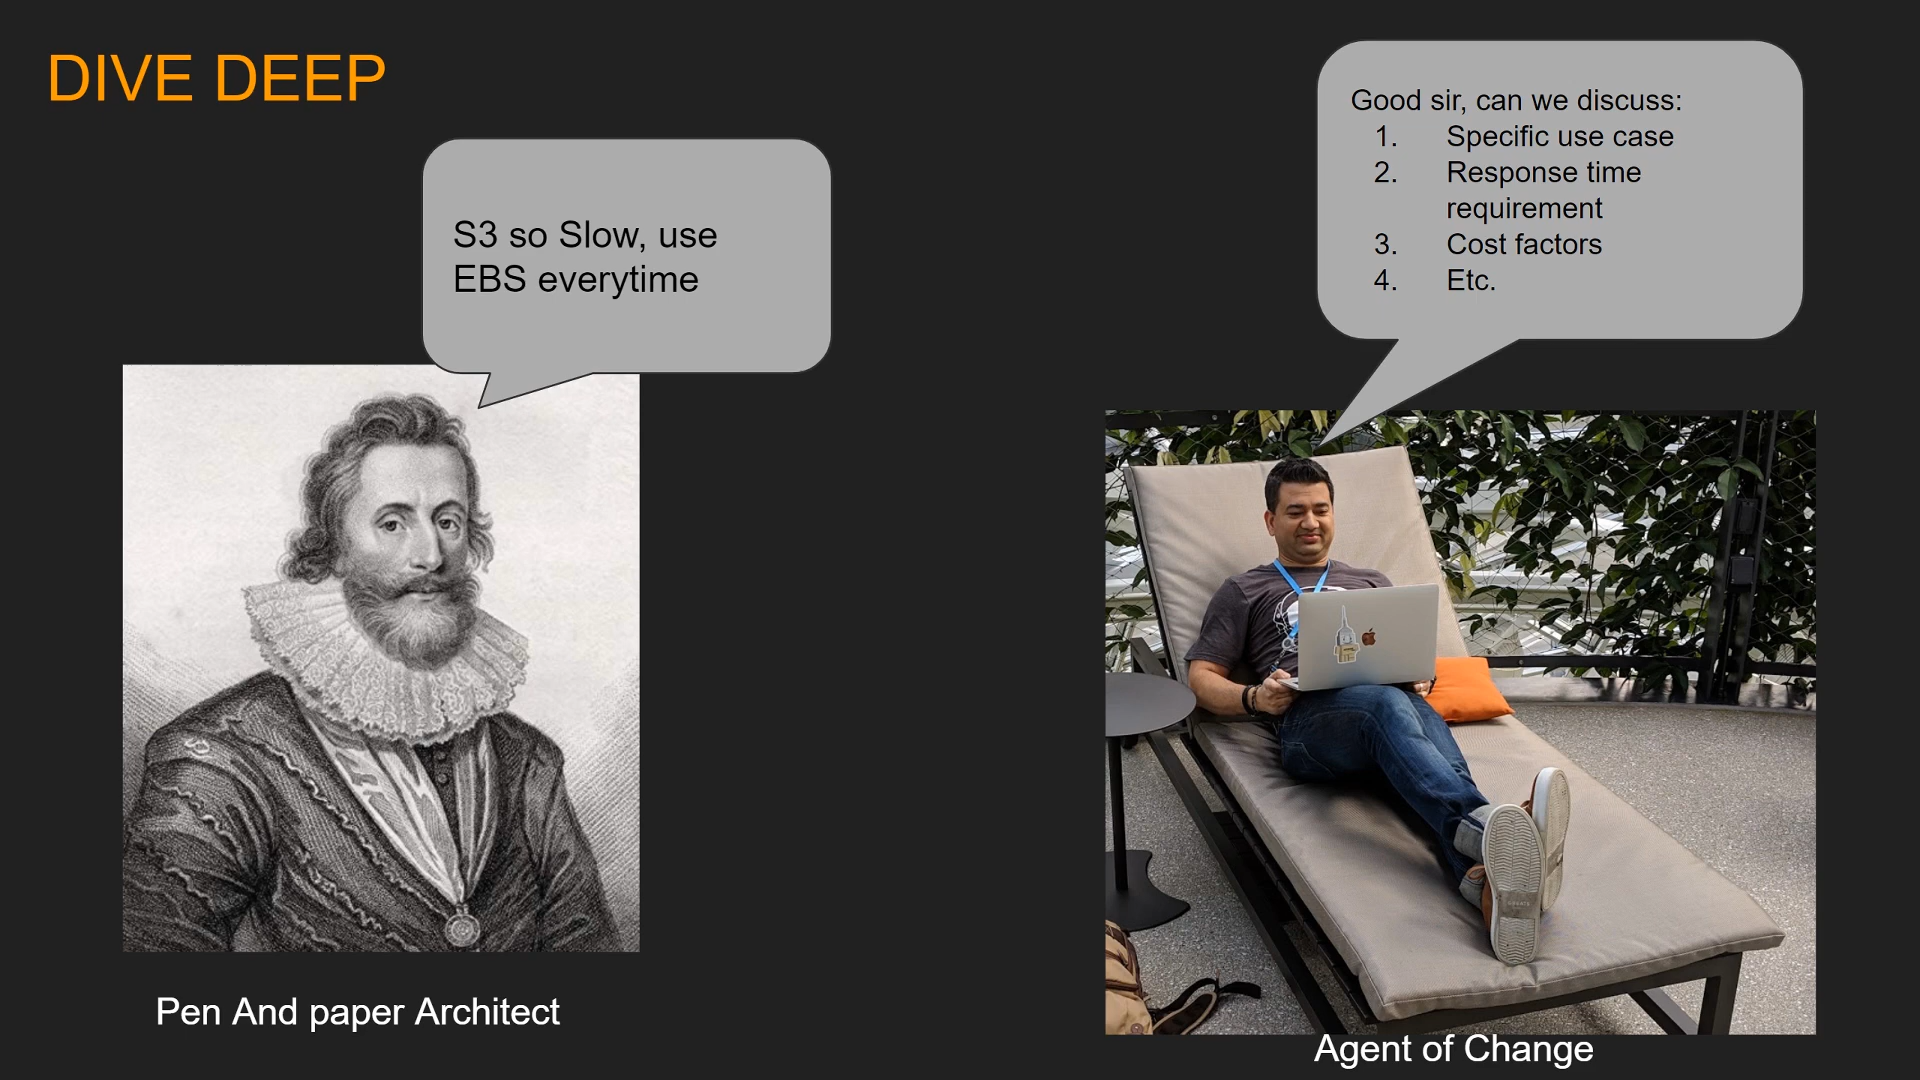 DIVE DEEP
S3 so Slow, use
EBS everytime
Good sir, can we discuss:
1. Specific use case
2. Response time
requirement
3. Cost factors
4. Etc.
Pen And paper Architect
Agent of Change